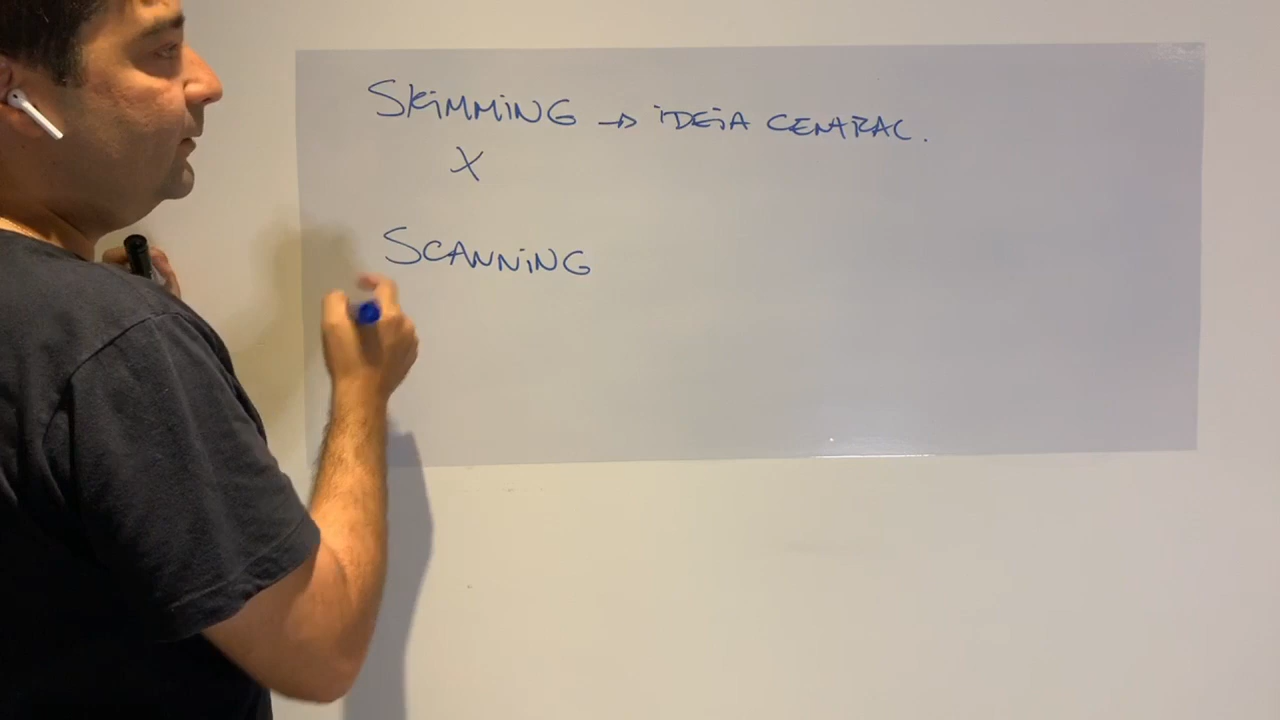 SKiMMiNG → iDEiA CENTRAL.
X
SCANNiNG